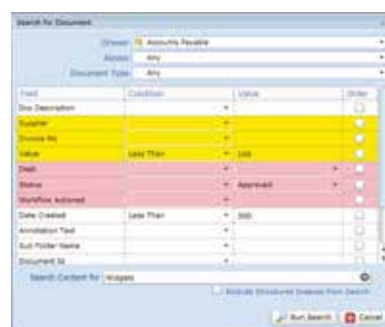 Search for Document
Drawer Accounts Payable
Access Any
Document Type Any
Field Condition Value Order
Doc Description
Supplier
Invoice No
Value Less Than 100
Dept
Status Approved
Workflow Actioned
Date Created Less Than 300
Annotation Text
Sub Folder Name
Document Id
Search Content for Widgets
Exclude Structured Indexes from Search
Run Search Cancel